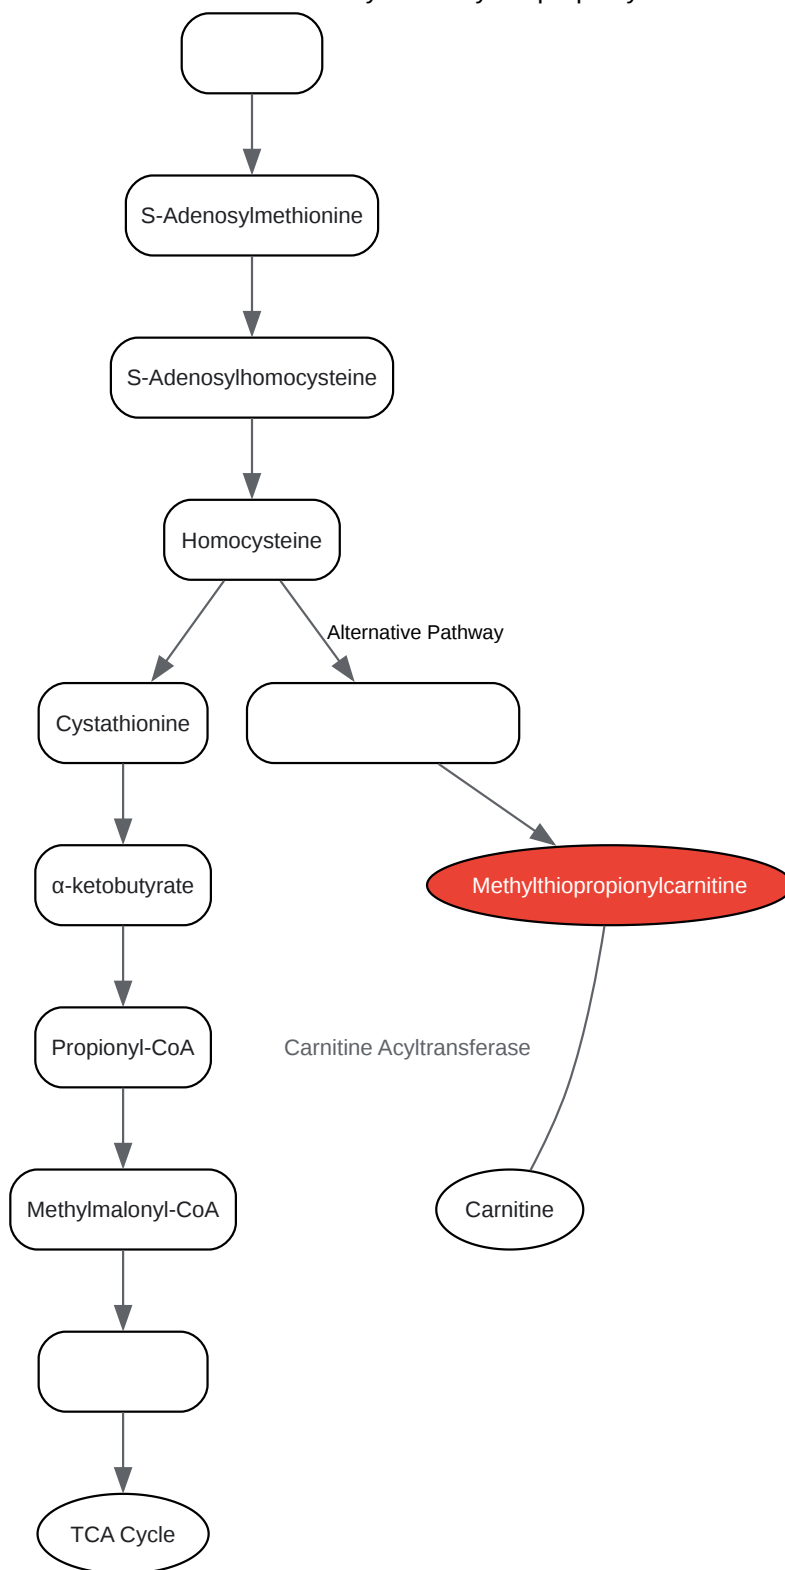 S-Adenosylmethionine
S-Adenosylhomocysteine
Homocysteine
Alternative Pathway
Cystathionine
α-ketobutyrate
Methylthiopropionylcarnitine
Propionyl-CoA
Carnitine Acyltransferase
Methylmalonyl-CoA
Carnitine
TCA Cycle